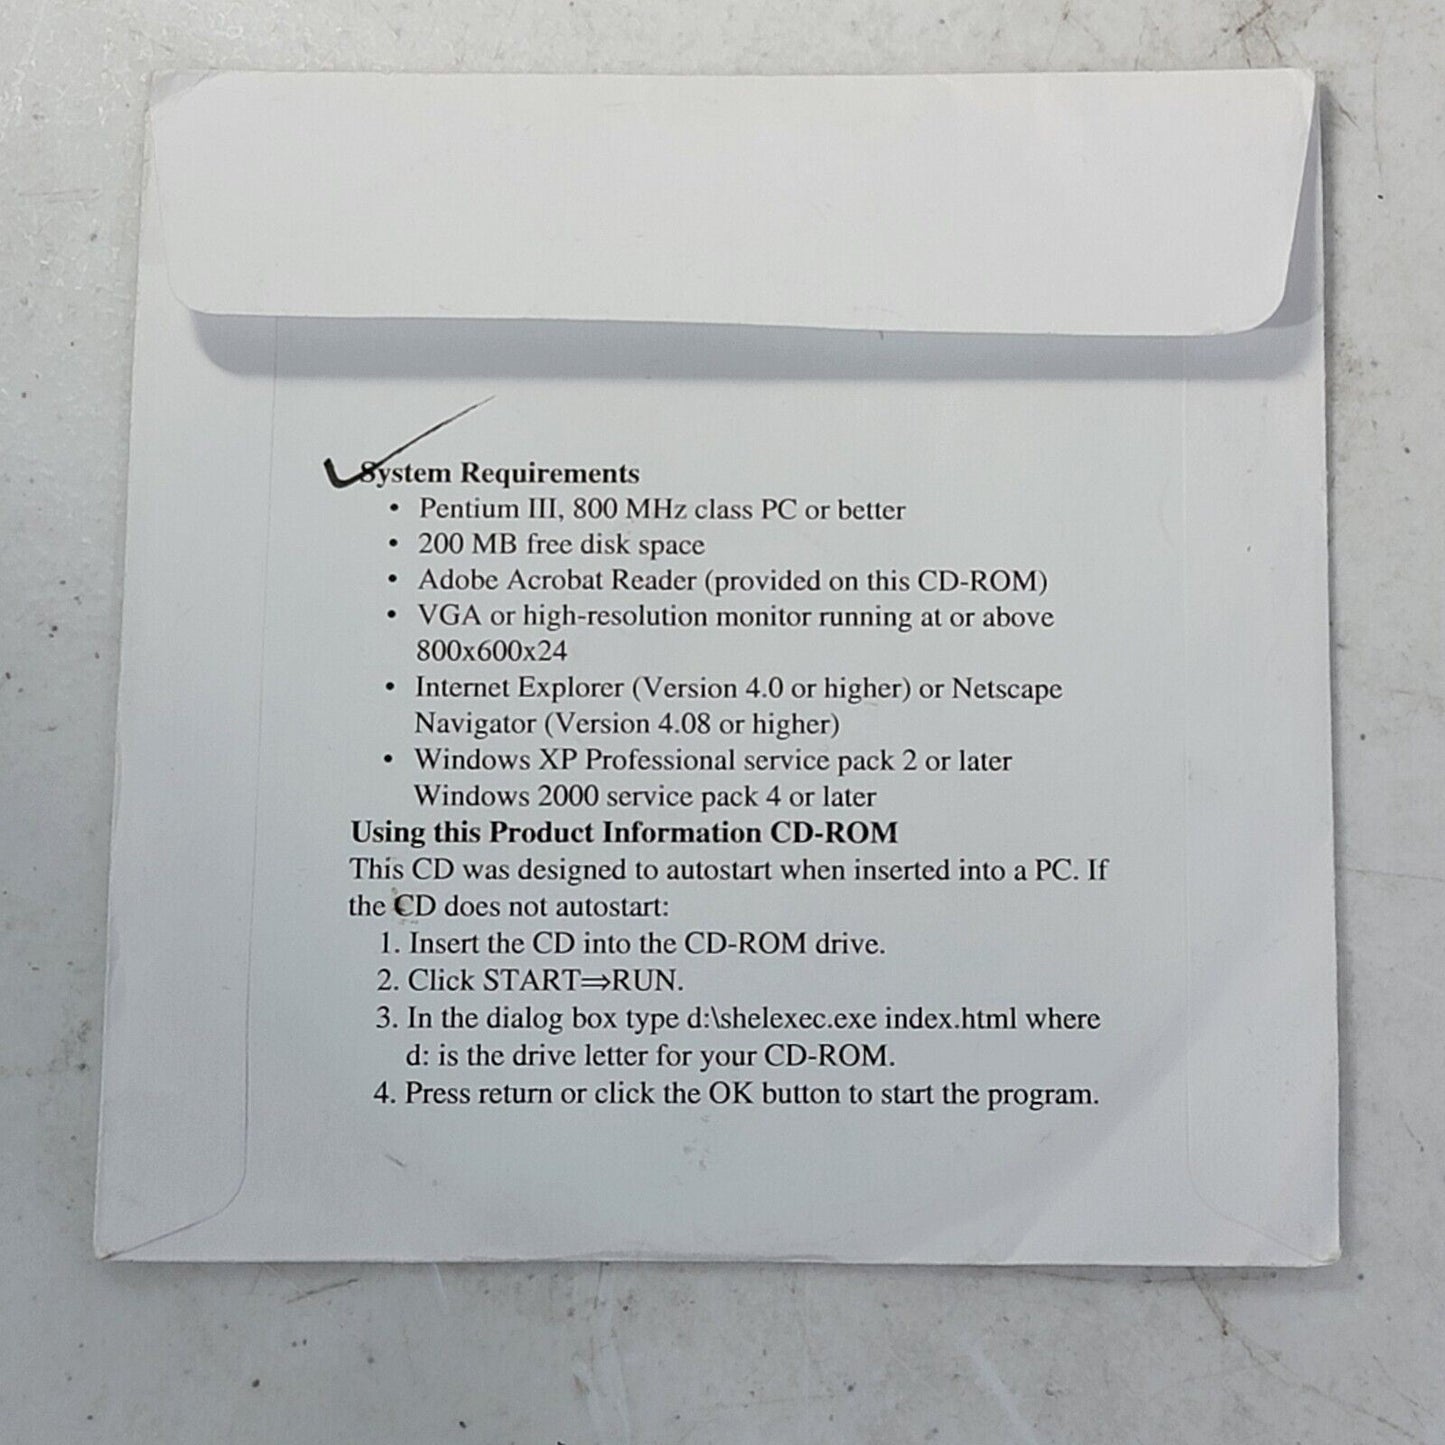 System Requirements
• Pentium III, 800 MHz class PC or better
• 200 MB free disk space
• Adobe Acrobat Reader (provided on this CD-ROM)
• VGA or high-resolution monitor running at or above
800x600x24
• Internet Explorer (Version 4.0 or higher) or Netscape
Navigator (Version 4.08 or higher)
• Windows XP Professional service pack 2 or later
Windows 2000 service pack 4 or later
Using this Product Information CD-ROM
This CD was designed to autostart when inserted into a PC. If
the CD does not autostart:
1. Insert the CD into the CD-ROM drive.
2. Click START⇒RUN.
3. In the dialog box type d:\shelexec.exe index.html where
d: is the drive letter for your CD-ROM.
4. Press return or click the OK button to start the program.